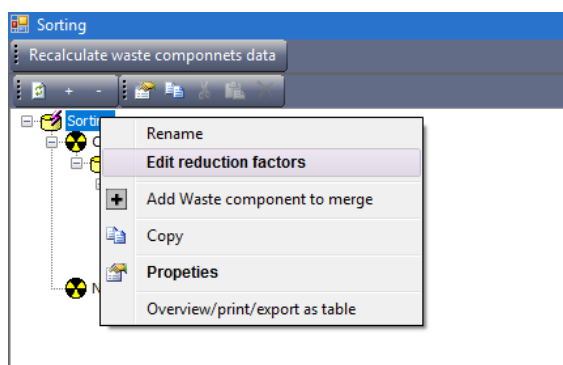 Sorting
Recalculate waste componnets data
Rename
Edit reduction factors
Add Waste component to merge
Copy
Propeties
Overview/print/export as table